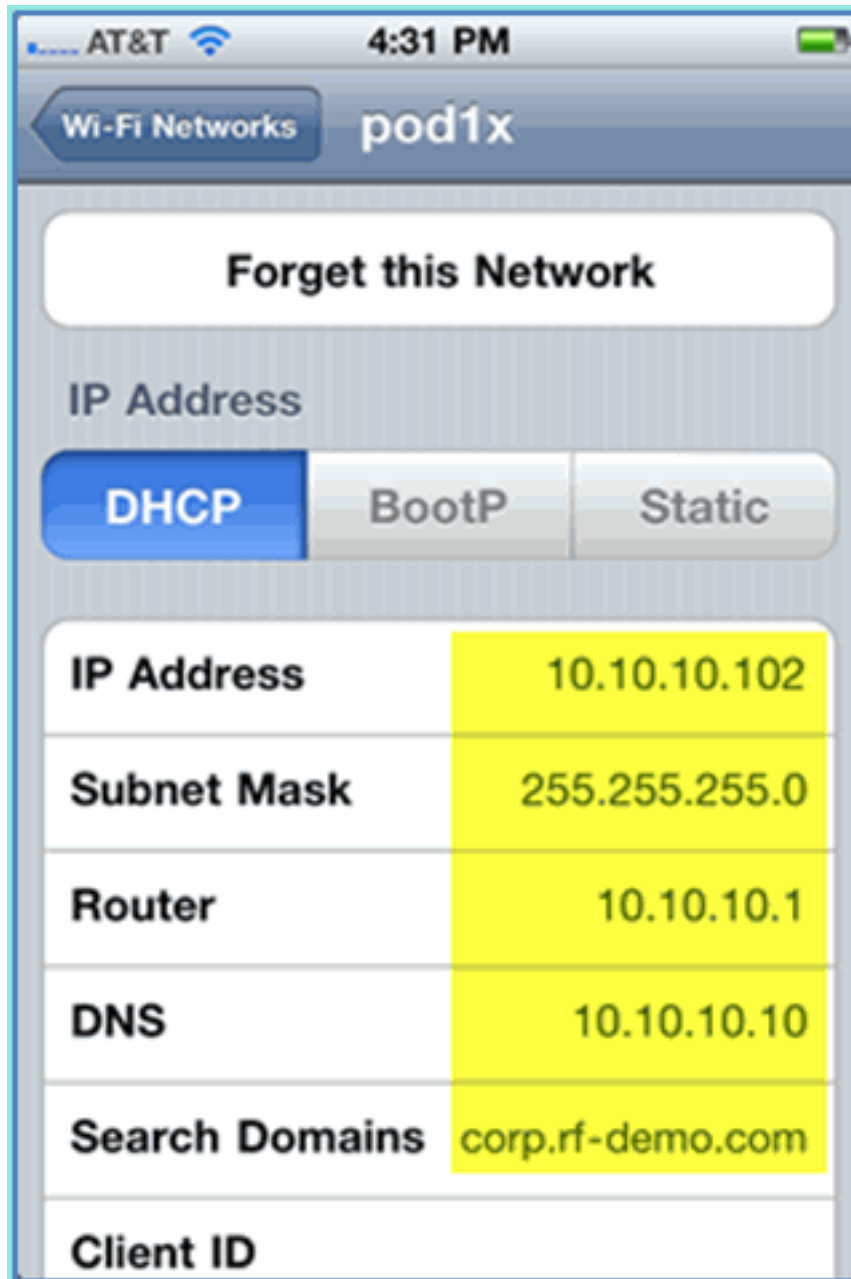 AT&T 4:31 PM
Wi-Fi Networks pod1x
Forget this Network
IP Address
DHCP BootP Static
IP Address 10.10.10.102
Subnet Mask 255.255.255.0
Router 10.10.10.1
DNS 10.10.10.10
Search Domains corp.rf-demo.com
Client ID